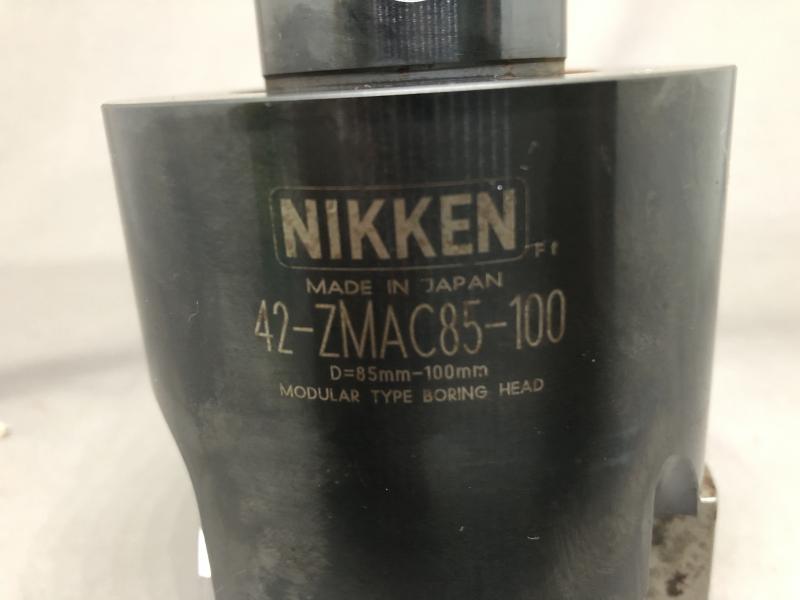 NIKKEN
MADE IN JAPAN
42-ZMAC85-100
D=85mm-100mm
MODULAR TYPE BORING HEAD